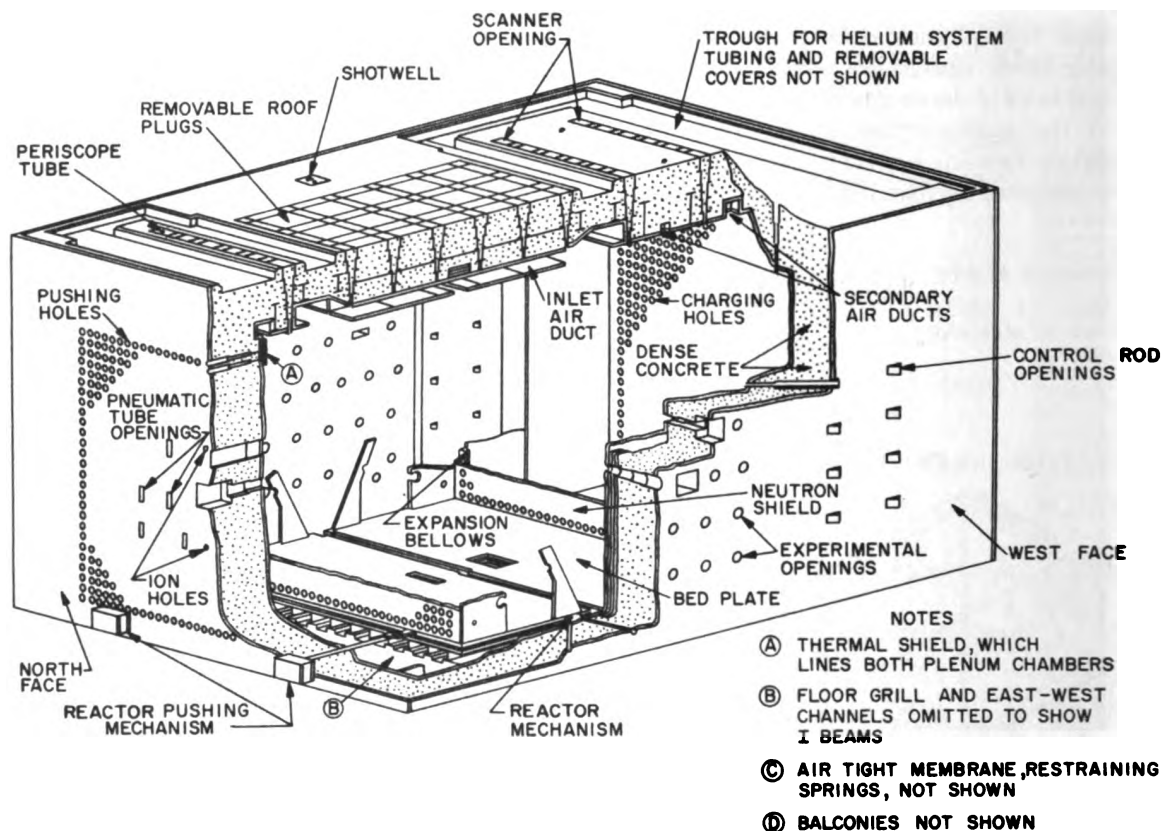 SCANNER
OPENING
TROUGH FOR HELIUM SYSTEM
TUBING AND REMOVABLE
COVERS NOT SHOWN
SHOTWELL
REMOVABLE ROOF
PLUGS
PERISCOPE
TUBE
PUSHING
HOLES
INLET
AIR
DUCT
CHARGING
HOLES
SECONDARY
AIR DUCTS
DENSE
CONCRETE
CONTROL ROD
OPENINGS
A
PNEUMATIC
TUBE
OPENINGS
EXPANSION
BELLOWS
NEUTRON
SHIELD
EXPERIMENTAL
OPENINGS
WEST FACE
ION
HOLES
BED PLATE
NORTH
FACE
REACTOR PUSHING
MECHANISM
B
REACTOR
MECHANISM
NOTES
A THERMAL SHIELD, WHICH
LINES BOTH PLENUM CHAMBERS
B FLOOR GRILL AND EAST-WEST
CHANNELS OMITTED TO SHOW
I BEAMS
C AIR TIGHT MEMBRANE, RESTRAINING
SPRINGS, NOT SHOWN
D BALCONIES NOT SHOWN